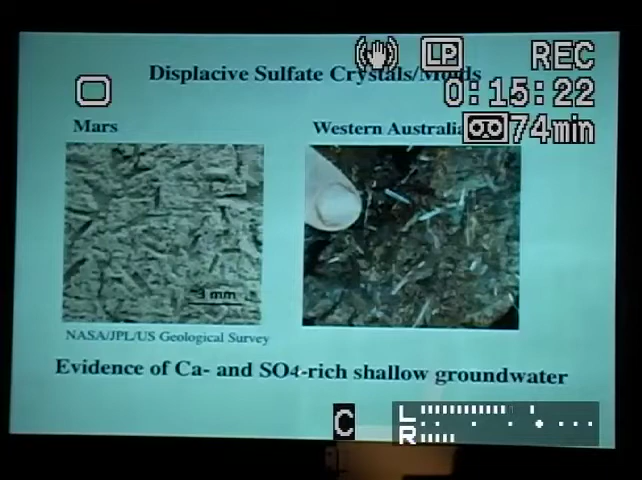 LP REC
Displacive Sulfate Crystals/Molds
0:15:22
Mars
Western Australia
74min
3 mm
NASA/JPL/US Geological Survey
Evidence of Ca- and SO4-rich shallow groundwater
C
L
R